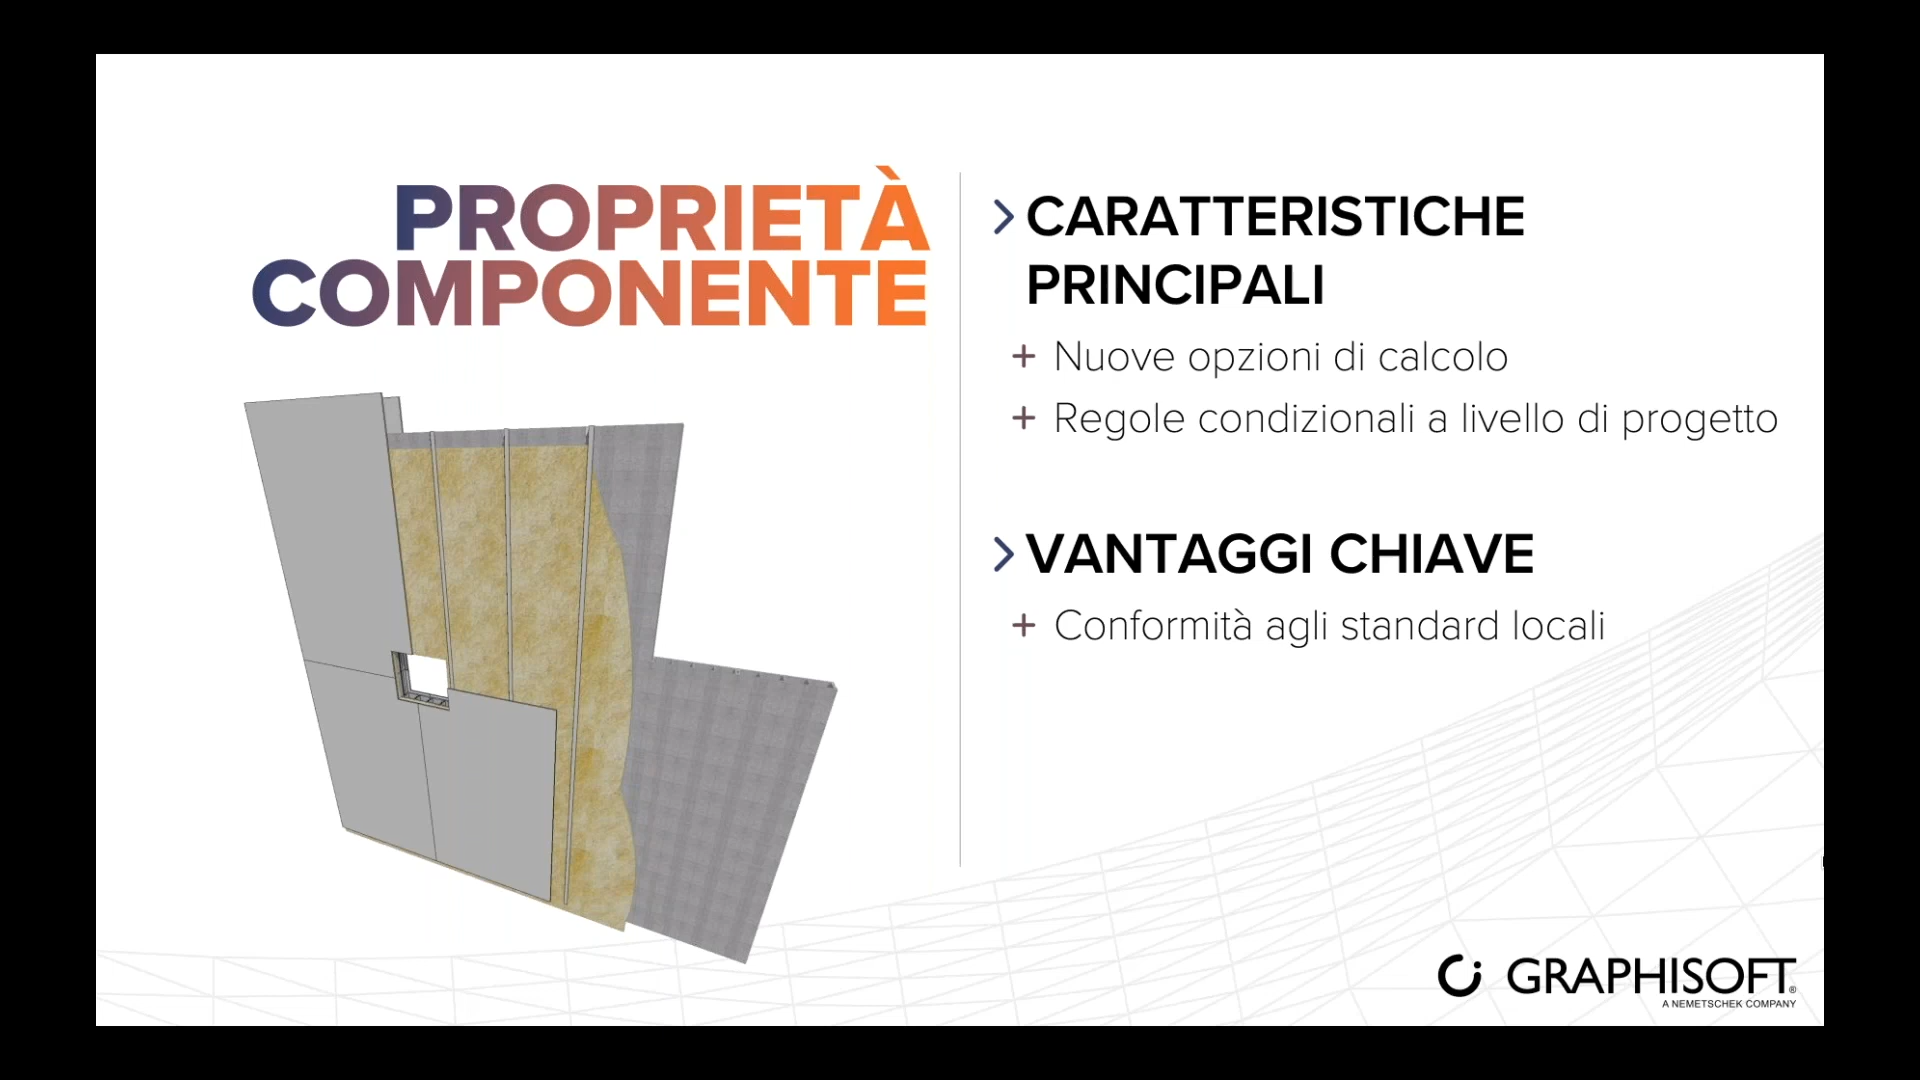 PROPRIETÀ
COMPONENTE
CARATTERISTICHE
PRINCIPALI
+ Nuove opzioni di calcolo
+ Regole condizionali a livello di progetto
VANTAGGI CHIAVE
+ Conformità agli standard locali
GRAPHISOFT®
A NEMETSCHEK COMPANY